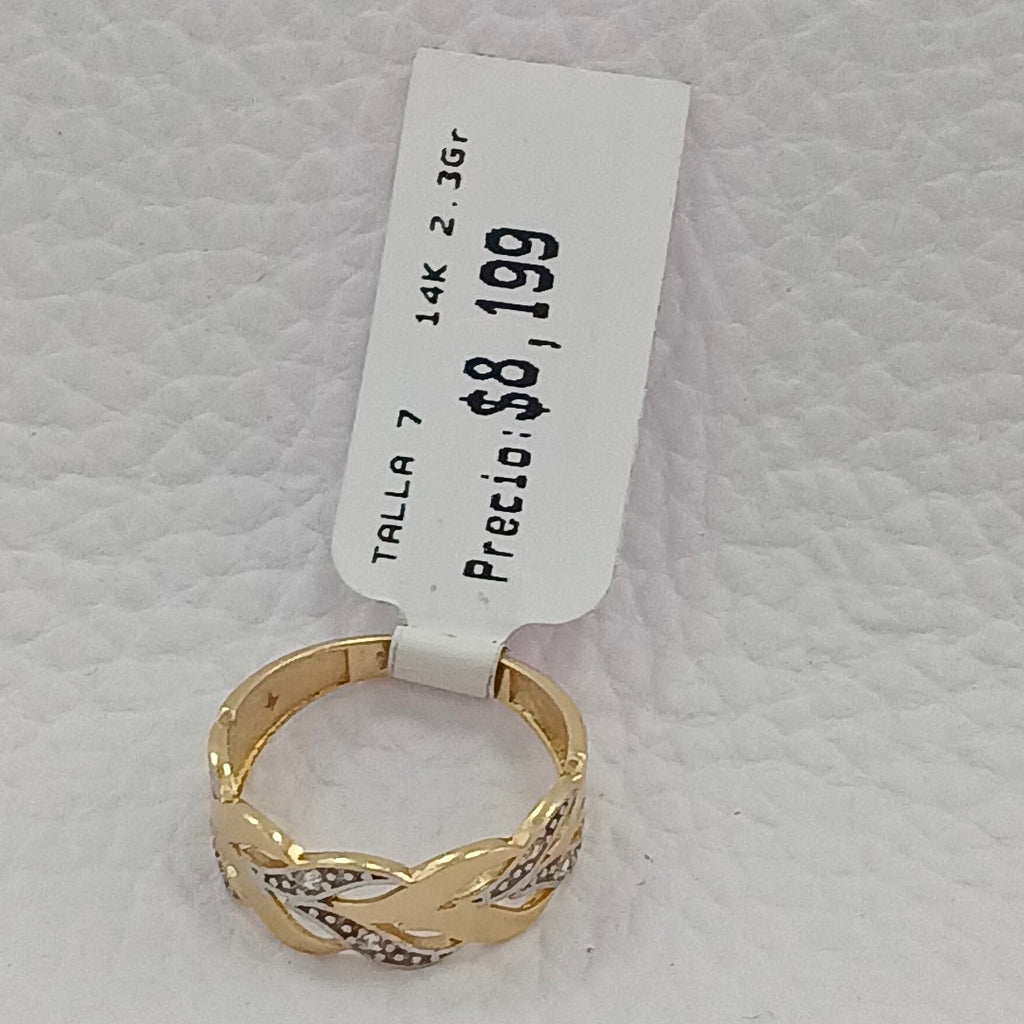 TALLA 7 14K 2.3Gr
Precio:$8,199